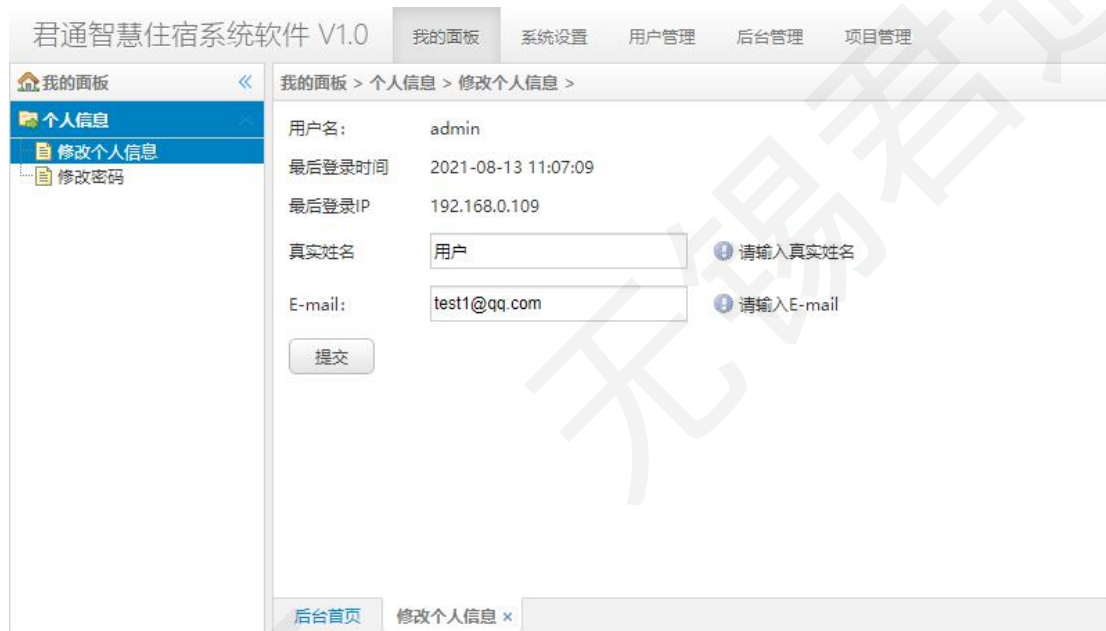 君通智慧住宿系统软件 V1.0 我的面板 系统设置 用户管理 后台管理 项目管理
我的面板 « 我的面板 > 个人信息 > 修改个人信息 >
个人信息
修改个人信息
修改密码
用户名: admin
最后登录时间 2021-08-13 11:07:09
最后登录IP 192.168.0.109
真实姓名 用户 请输入真实姓名
E-mail: test1@qq.com 请输入E-mail
提交
后台首页 修改个人信息 ×
无锡君通